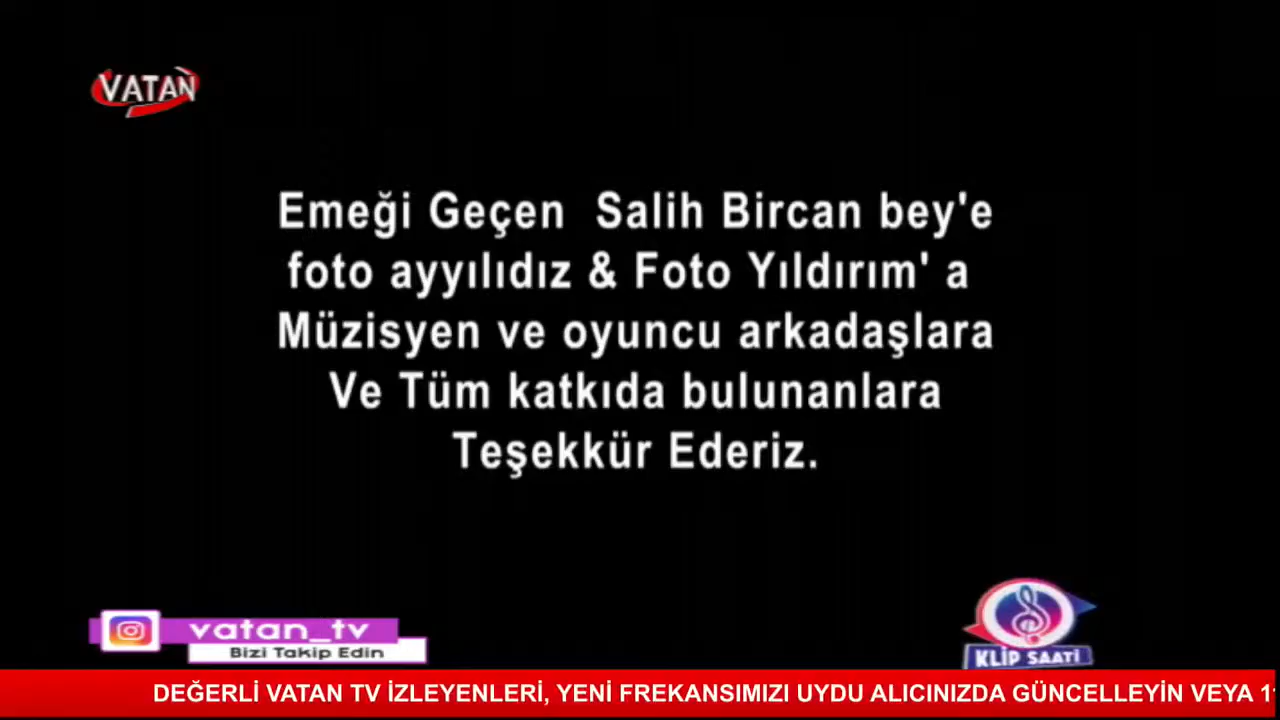 VATAN
Emeği Geçen Salih Bircan bey'e
foto ayyılıdız & Foto Yıldırım' a
Müzisyen ve oyuncu arkadaşlara
Ve Tüm katkıda bulunanlara
Teşekkür Ederiz.
vatan_tv
Bizi Takip Edin
KLİP SAATİ
DEĞERLİ VATAN TV İZLEYENLERİ, YENİ FREKANSIMIZI UYDU ALICINIZDA GÜNCELLEYİN VEYA